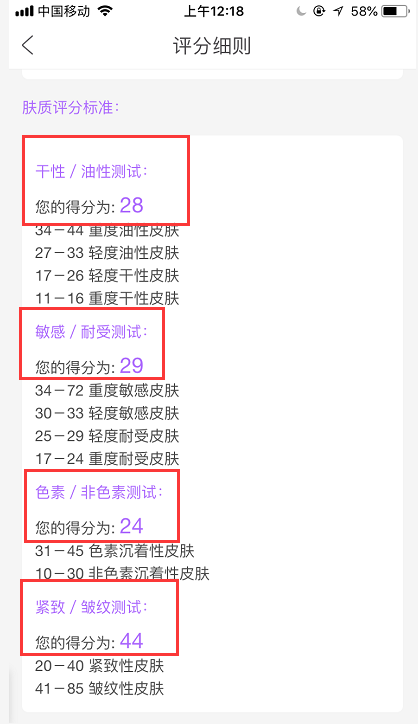 中国移动
上午12:18
58%
评分细则
肤质评分标准：
干性 / 油性测试：
您的得分为: 28
34－44 重度油性皮肤
27－33 轻度油性皮肤
17－26 轻度干性皮肤
11－16 重度干性皮肤
敏感 / 耐受测试：
您的得分为: 29
34－72 重度敏感皮肤
30－33 轻度敏感皮肤
25－29 轻度耐受皮肤
17－24 重度耐受皮肤
色素 / 非色素测试：
您的得分为: 24
31－45 色素沉着性皮肤
10－30 非色素沉着性皮肤
紧致 / 皱纹测试：
您的得分为: 44
20－40 紧致性皮肤
41－85 皱纹性皮肤